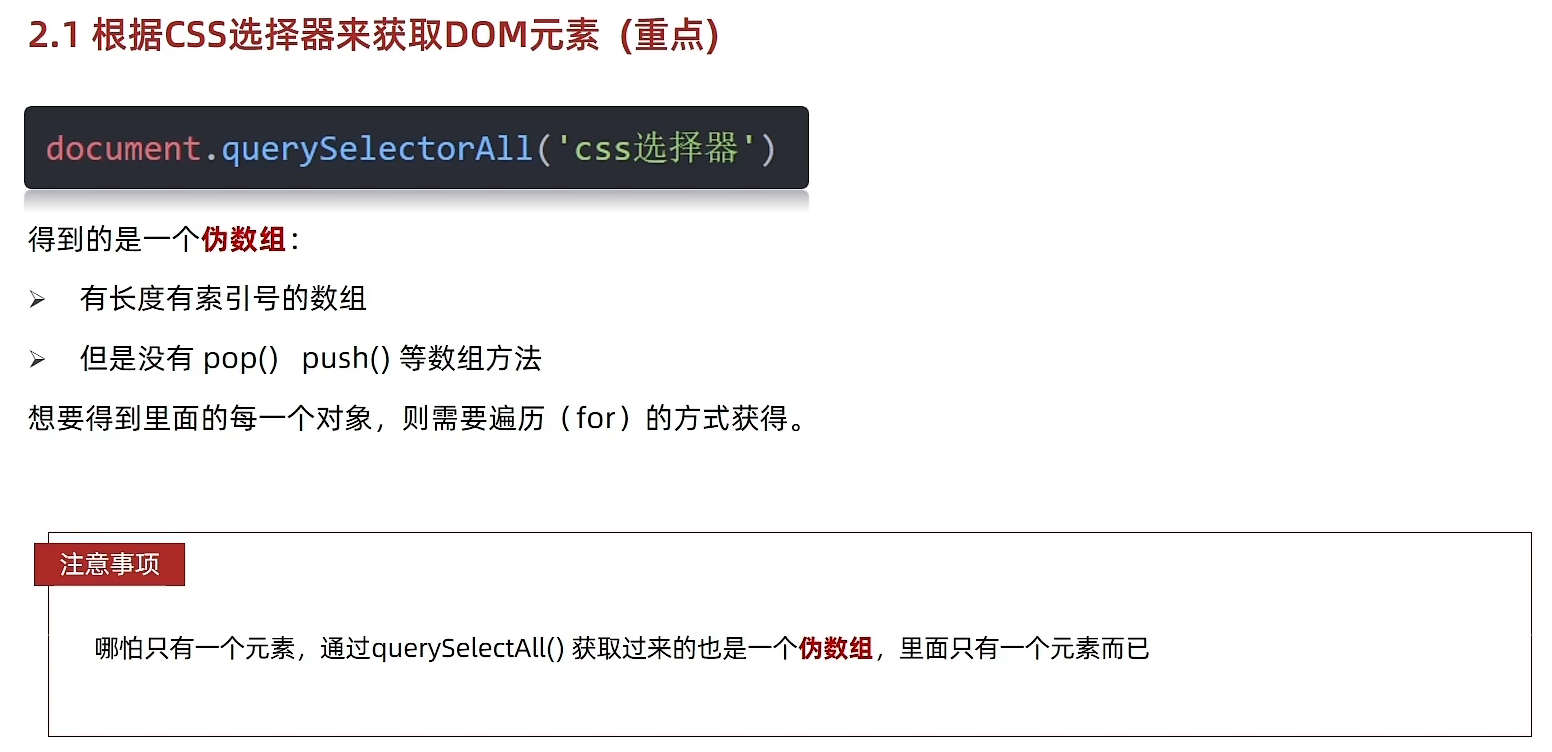 2.1 根据CSS选择器来获取DOM元素（重点)
document.querySelectorAll('css选择器')
得到的是一个伪数组：
➢ 有长度有索引号的数组
➢ 但是没有 pop() push() 等数组方法
想要得到里面的每一个对象，则需要遍历（for）的方式获得。
注意事项
哪怕只有一个元素，通过querySelectAll() 获取过来的也是一个伪数组，里面只有一个元素而已